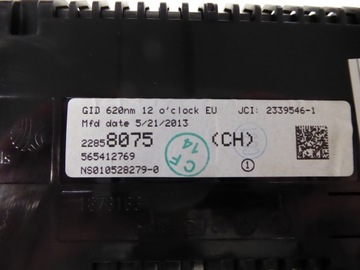 GID 620nm 12 o'clock EU JCI: 2339546-1
Mfd date 5/21/2013
22858075 (CH)
565412769
NS010528279-0
CF
14
1